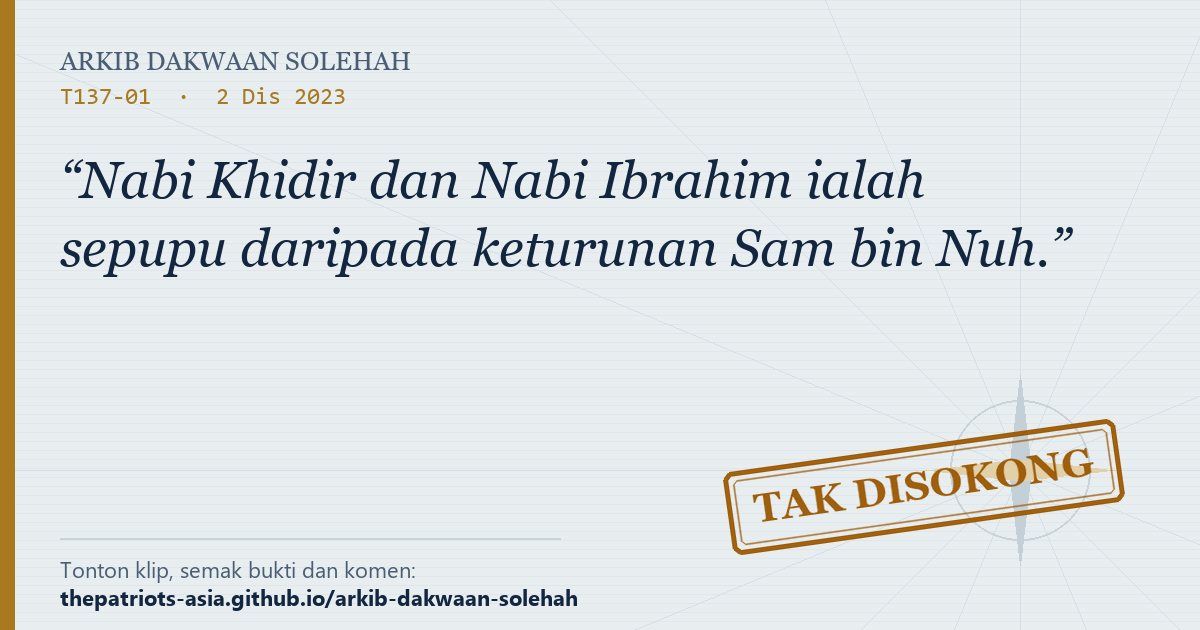 ARKIB DAKWAAN SOLEHAH
T137-01 · 2 Dis 2023
“Nabi Khidir dan Nabi Ibrahim ialah
sepupu daripada keturunan Sam bin Nuh.”
TAK DISOKONG
Tonton klip, semak bukti dan komen:
thepatriots-asia.github.io/arkib-dakwaan-solehah